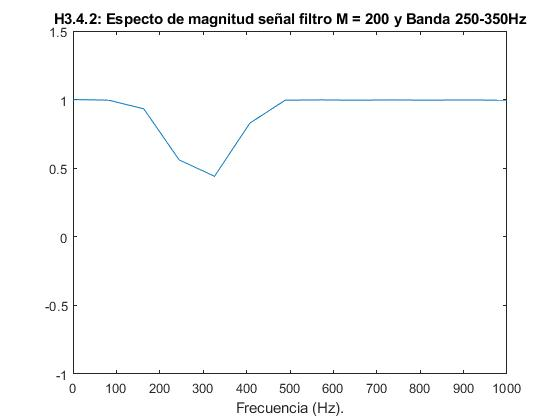 H3.4.2: Especto de magnitud señal filtro M = 200 y Banda 250-350Hz
1.5
1
0.5
0
-0.5
-1
0 100 200 300 400 500 600 700 800 900 1000
Frecuencia (Hz).